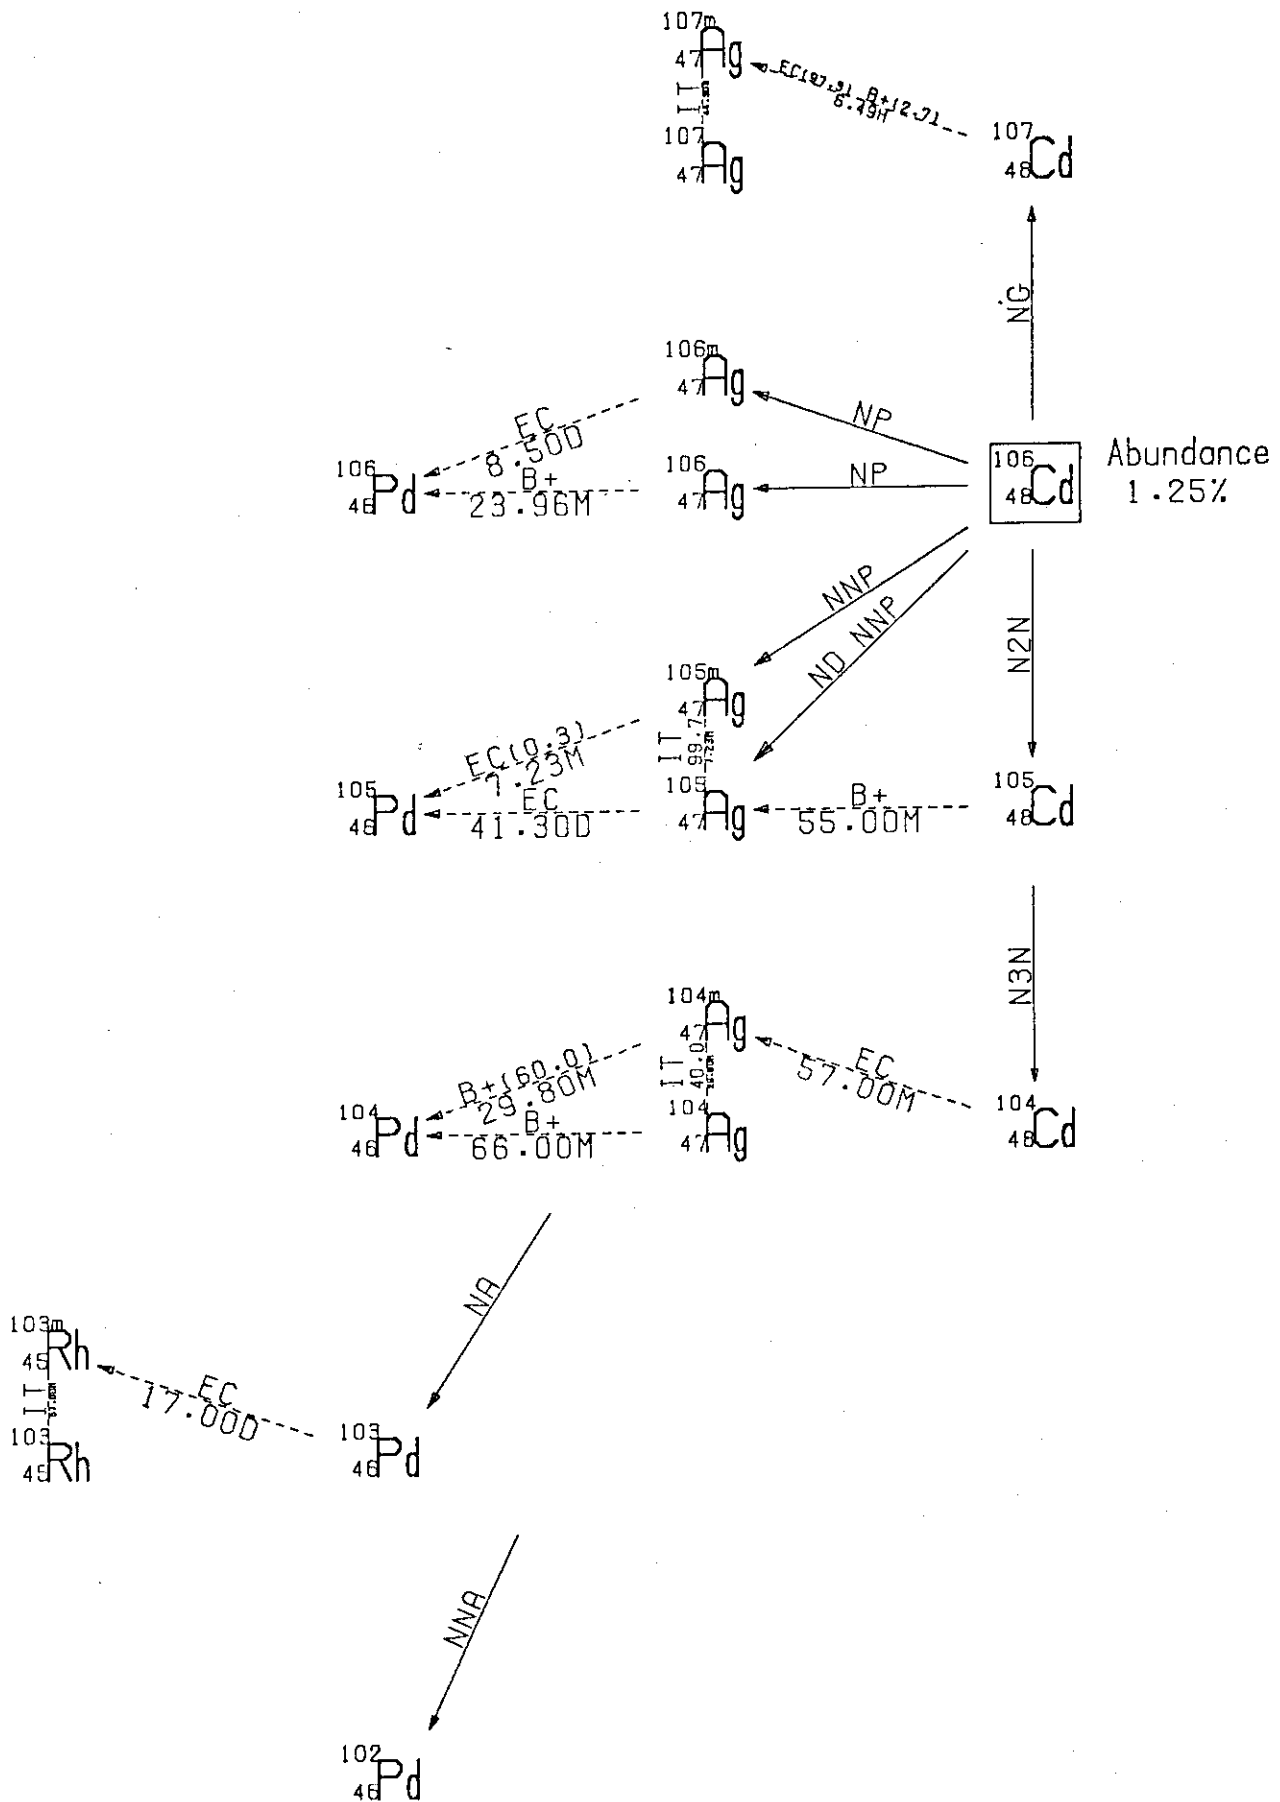 107m
47Ag
EC(97.3) B+(2.7)
6.49H
IT
107
47Ag
107
48Cd
NG
106m
47Ag
NP
EC
8.50D
106
46Pd
B+
23.96M
106
47Ag
NP
106
48Cd
Abundance
1.25%
NNP
ND NNP
N2N
105m
47Ag
EC(0.3)
7.23M
IT
99.7
7.23M
105
46Pd
EC
41.30D
105
47Ag
B+
55.00M
105
48Cd
N3N
104m
47Ag
B+(60.0)
29.80M
IT
40.0
EC
57.00M
104
46Pd
B+
66.00M
104
47Ag
104
48Cd
NA
103m
45Rh
EC
17.00D
IT
103
45Rh
103
46Pd
NNA
102
46Pd